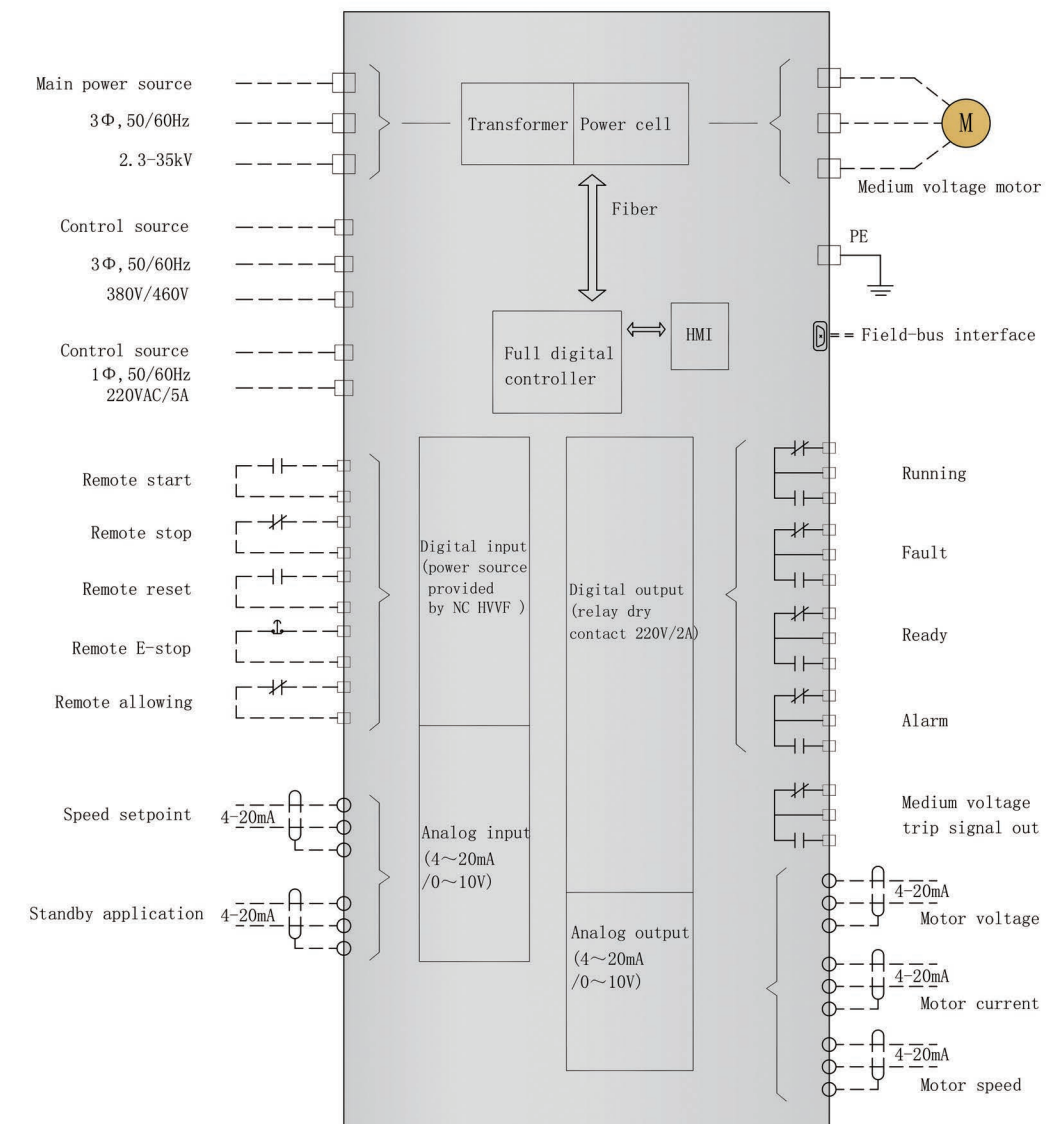 Main power source
3Φ,50/60Hz
2.3-35kV
Control source
3Φ,50/60Hz
380V/460V
Control source
1Φ,50/60Hz
220VAC/5A
Remote start
Remote stop
Remote reset
Remote E-stop
Remote allowing
Speed setpoint
4-20mA
Standby application
4-20mA
Transformer
Power cell
Fiber
Full digital
controller
HMI
Digital input
(power source
provided
by NC HVVF )
Analog input
(4~20mA
/0~10V)
Digital output
(relay dry
contact 220V/2A)
Analog output
(4~20mA
/0~10V)
M
Medium voltage motor
PE
Field-bus interface
Running
Fault
Ready
Alarm
Medium voltage
trip signal out
4-20mA
Motor voltage
4-20mA
Motor current
4-20mA
Motor speed